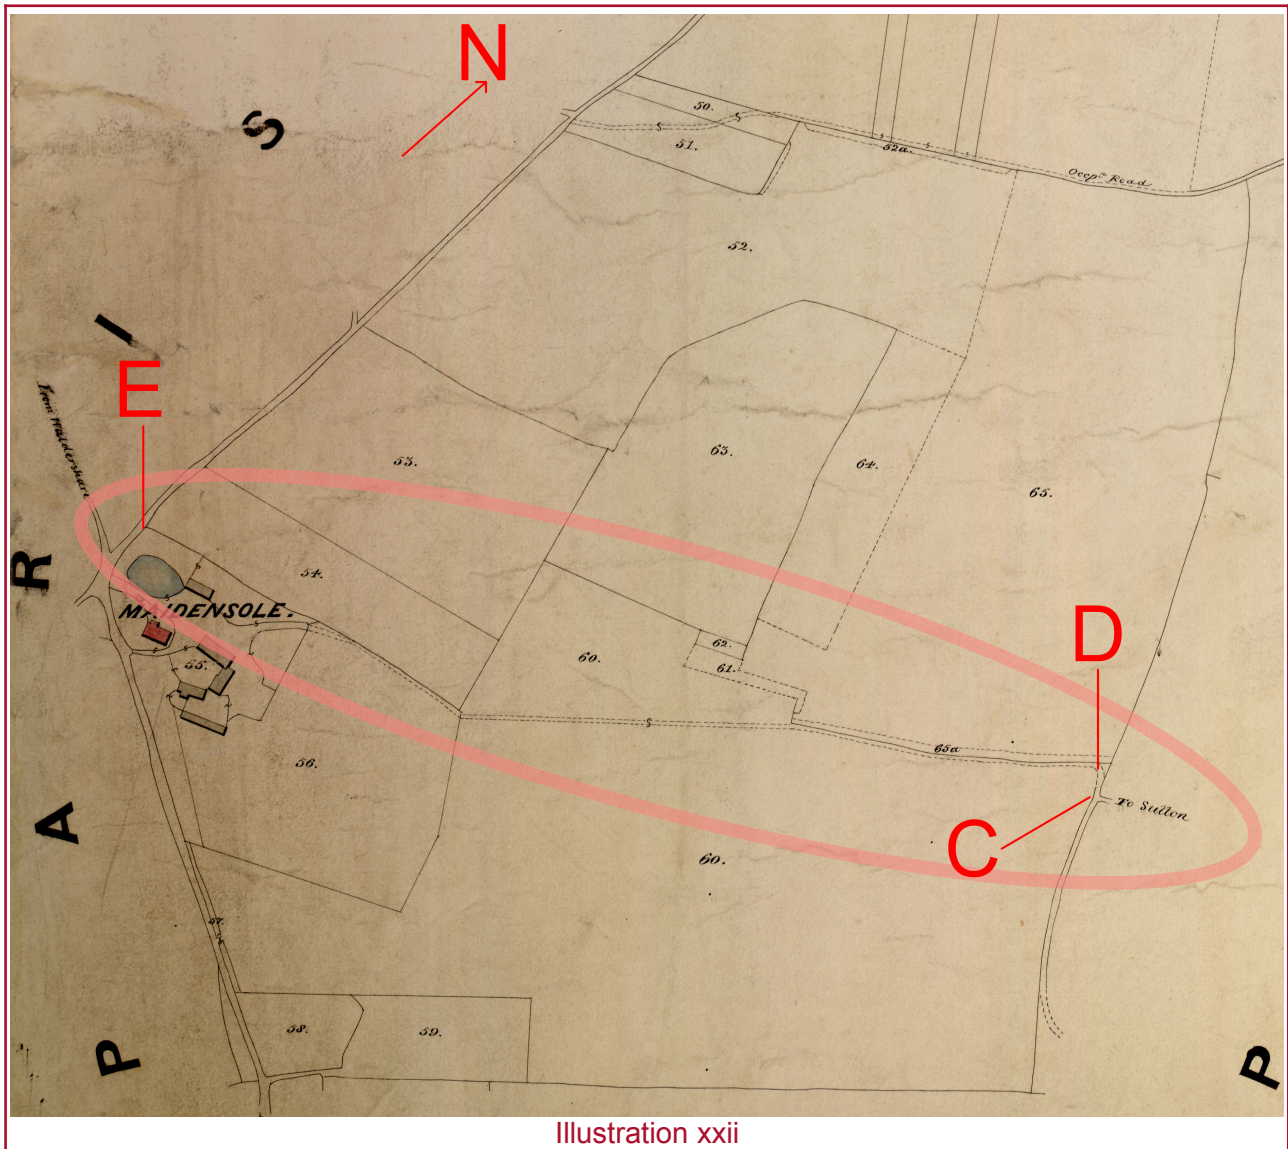 N
S
50.
51.
52a.
Occp.n Road
52.
I
E
From Waldershare
53.
63.
64.
65.
R
54.
MAIDENSOLE.
D
62.
60.
61.
55.
65a
56.
To Sutton
A
C
60.
57.
58.
59.
P
P
Illustration xxii